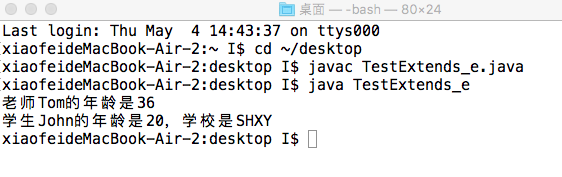 桌面 — -bash — 80×24
Last login: Thu May  4 14:43:37 on ttys000
[xiaofeideMacBook-Air-2:~ I$ cd ~/desktop
[xiaofeideMacBook-Air-2:desktop I$ javac TestExtends_e.java
[xiaofeideMacBook-Air-2:desktop I$ java TestExtends_e
老师Tom的年龄是36
学生John的年龄是20, 学校是SHXY
xiaofeideMacBook-Air-2:desktop I$